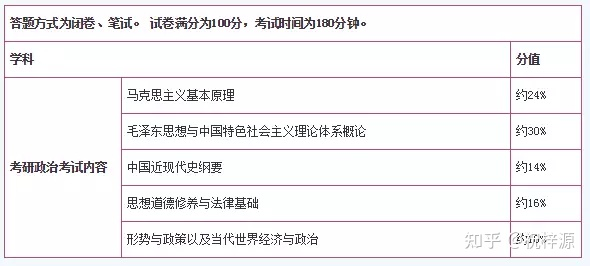 答题方式为闭卷、笔试。 试卷满分为100分，考试时间为180分钟。
学科 分值
考研政治考试内容
马克思主义基本原理 约24%
毛泽东思想与中国特色社会主义理论体系概论 约30%
中国近现代史纲要 约14%
思想道德修养与法律基础 约16%
形势与政策以及当代世界经济与政治
知乎